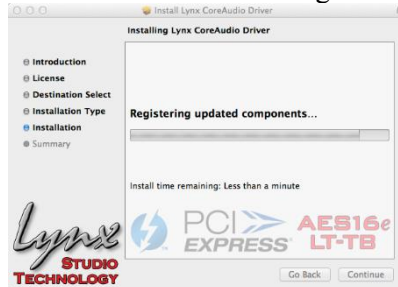 Install Lynx CoreAudio Driver
Installing Lynx CoreAudio Driver
Introduction
License
Destination Select
Installation Type
Installation
Summary
Registering updated components...
Install time remaining: Less than a minute
PCI
EXPRESS
AES16e
LT-TB
Lynx
STUDIO
TECHNOLOGY
Go Back
Continue